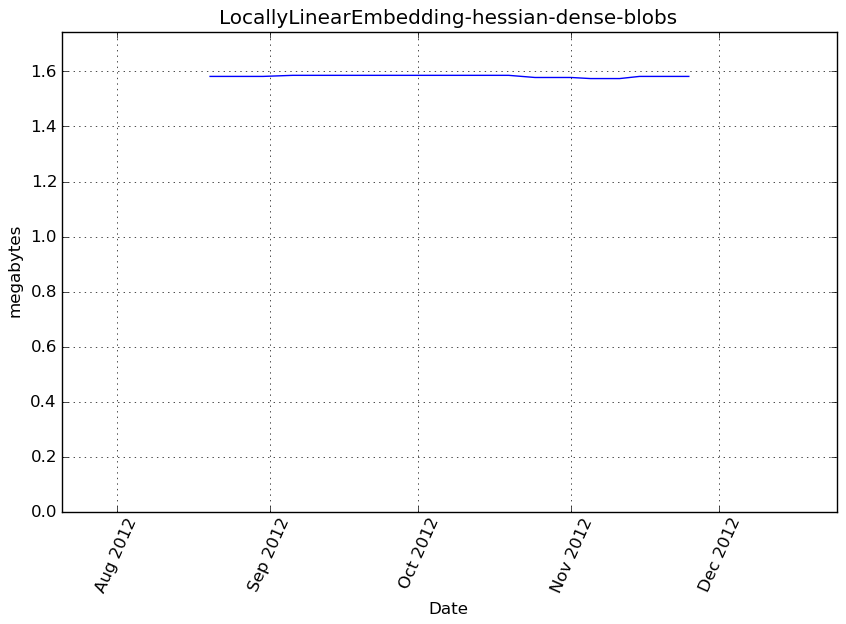 LocallyLinearEmbedding-hessian-dense-blobs
megabytes
1.6
1.4
1.2
1.0
0.8
0.6
0.4
0.2
0.0
Aug 2012
Sep 2012
Oct 2012
Nov 2012
Dec 2012
Date